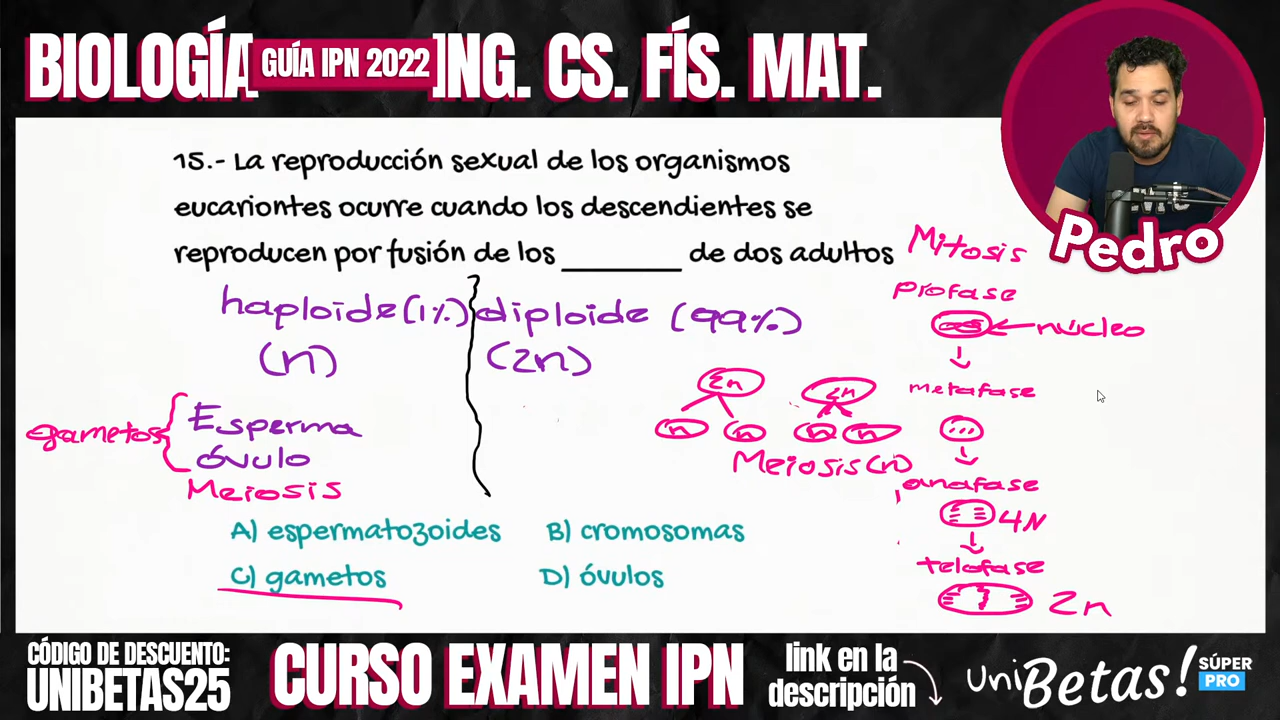 BIOLOGÍA[GUÍA IPN 2022]ING. CS. FÍS. MAT.
15.- La reproducción sexual de los organismos
eucariontes ocurre cuando los descendientes se
reproducen por fusión de los ________ de dos adultos
Pedro
haploide (1%) diploide (99%)
(n) (2n)
gametos
Esperma
óvulo
Meiosis
2n 2n
n n n n
Meiosis (n)
Mitosis
profase
núcleo
metafase
anafase
4N
telofase
2n
A) espermatozoides B) cromosomas
C) gametos D) óvulos
CÓDIGO DE DESCUENTO:
UNIBETAS25
CURSO EXAMEN IPN
link en la
descripción
uniBetas!
SÚPER
PRO